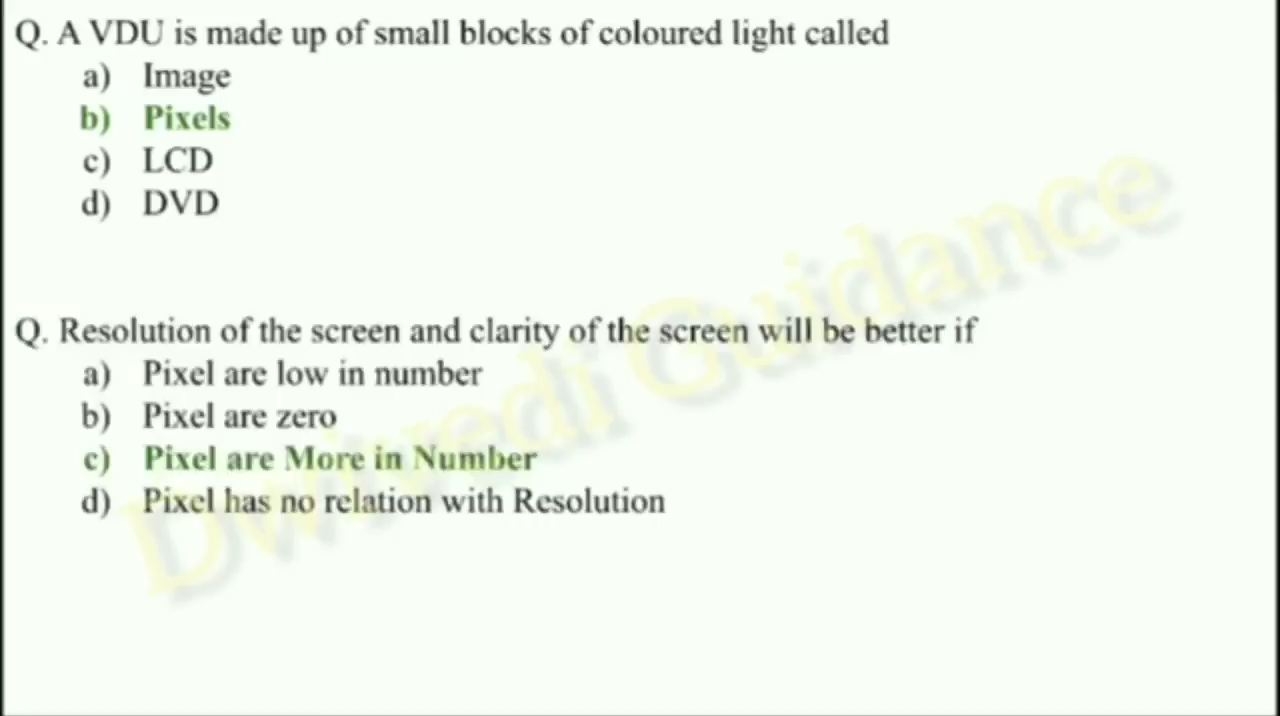 Q. A VDU is made up of small blocks of coloured light called
a) Image
b) Pixels
c) LCD
d) DVD
Q. Resolution of the screen and clarity of the screen will be better if
a) Pixel are low in number
b) Pixel are zero
c) Pixel are More in Number
d) Pixel has no relation with Resolution
Dwivedi Guidance